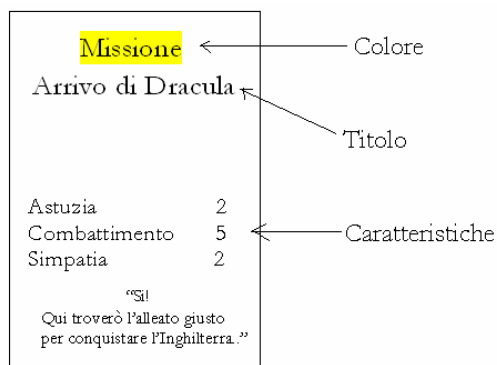 Missione
Colore
Arrivo di Dracula
Titolo
Astuzia 2
Combattimento 5
Caratteristiche
Simpatia 2
“Si!
Qui troverò l’alleato giusto
per conquistare l’Inghilterra..”